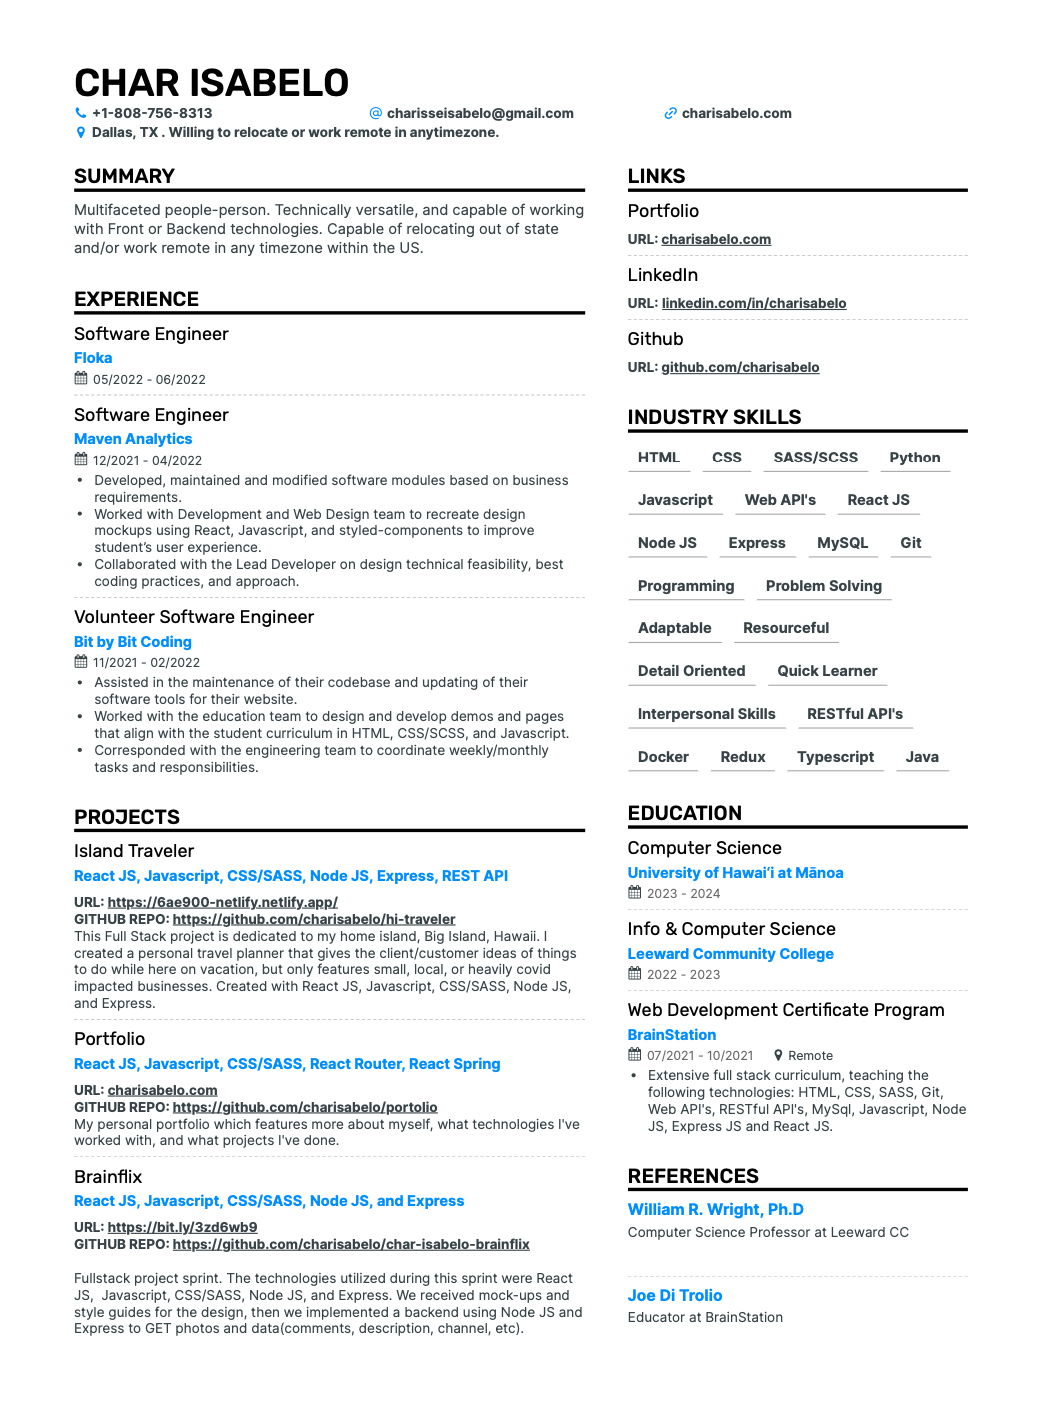 CHAR ISABELO
+1-808-756-8313
charisseisabelo@gmail.com
charisabelo.com
Dallas, TX . Willing to relocate or work remote in anytimezone.
SUMMARY
Multifaceted people-person. Technically versatile, and capable of working
with Front or Backend technologies. Capable of relocating out of state
and/or work remote in any timezone within the US.
EXPERIENCE
Software Engineer
Floka
05/2022 - 06/2022
Software Engineer
Maven Analytics
12/2021 - 04/2022
• Developed, maintained and modified software modules based on business
requirements.
• Worked with Development and Web Design team to recreate design
mockups using React, Javascript, and styled-components to improve
student’s user experience.
• Collaborated with the Lead Developer on design technical feasibility, best
coding practices, and approach.
Volunteer Software Engineer
Bit by Bit Coding
11/2021 - 02/2022
• Assisted in the maintenance of their codebase and updating of their
software tools for their website.
• Worked with the education team to design and develop demos and pages
that align with the student curriculum in HTML, CSS/SCSS, and Javascript.
• Corresponded with the engineering team to coordinate weekly/monthly
tasks and responsibilities.
PROJECTS
Island Traveler
React JS, Javascript, CSS/SASS, Node JS, Express, REST API
URL: https://6ae900-netlify.netlify.app/
GITHUB REPO: https://github.com/charisabelo/hi-traveler
This Full Stack project is dedicated to my home island, Big Island, Hawaii. I
created a personal travel planner that gives the client/customer ideas of things
to do while here on vacation, but only features small, local, or heavily covid
impacted businesses. Created with React JS, Javascript, CSS/SASS, Node JS,
and Express.
Portfolio
React JS, Javascript, CSS/SASS, React Router, React Spring
URL: charisabelo.com
GITHUB REPO: https://github.com/charisabelo/portolio
My personal portfolio which features more about myself, what technologies I've
worked with, and what projects I've done.
Brainflix
React JS, Javascript, CSS/SASS, Node JS, and Express
URL: https://bit.ly/3zd6wb9
GITHUB REPO: https://github.com/charisabelo/char-isabelo-brainflix
Fullstack project sprint. The technologies utilized during this sprint were React
JS,  Javascript, CSS/SASS, Node JS, and Express. We received mock-ups and
style guides for the design, then we implemented a backend using Node JS and
Express to GET photos and data(comments, description, channel, etc).
LINKS
Portfolio
URL: charisabelo.com
LinkedIn
URL: linkedin.com/in/charisabelo
Github
URL: github.com/charisabelo
INDUSTRY SKILLS
HTML CSS SASS/SCSS Python
Javascript Web API's React JS
Node JS Express MySQL Git
Programming Problem Solving
Adaptable Resourceful
Detail Oriented Quick Learner
Interpersonal Skills RESTful API's
Docker Redux Typescript Java
EDUCATION
Computer Science
University of Hawai‘i at Mānoa
2023 - 2024
Info & Computer Science
Leeward Community College
2022 - 2023
Web Development Certificate Program
BrainStation
07/2021 - 10/2021 Remote
• Extensive full stack curriculum, teaching the
following technologies: HTML, CSS, SASS, Git,
Web API's, RESTful API's, MySql, Javascript, Node
JS, Express JS and React JS.
REFERENCES
William R. Wright, Ph.D
Computer Science Professor at Leeward CC
Joe Di Trolio
Educator at BrainStation